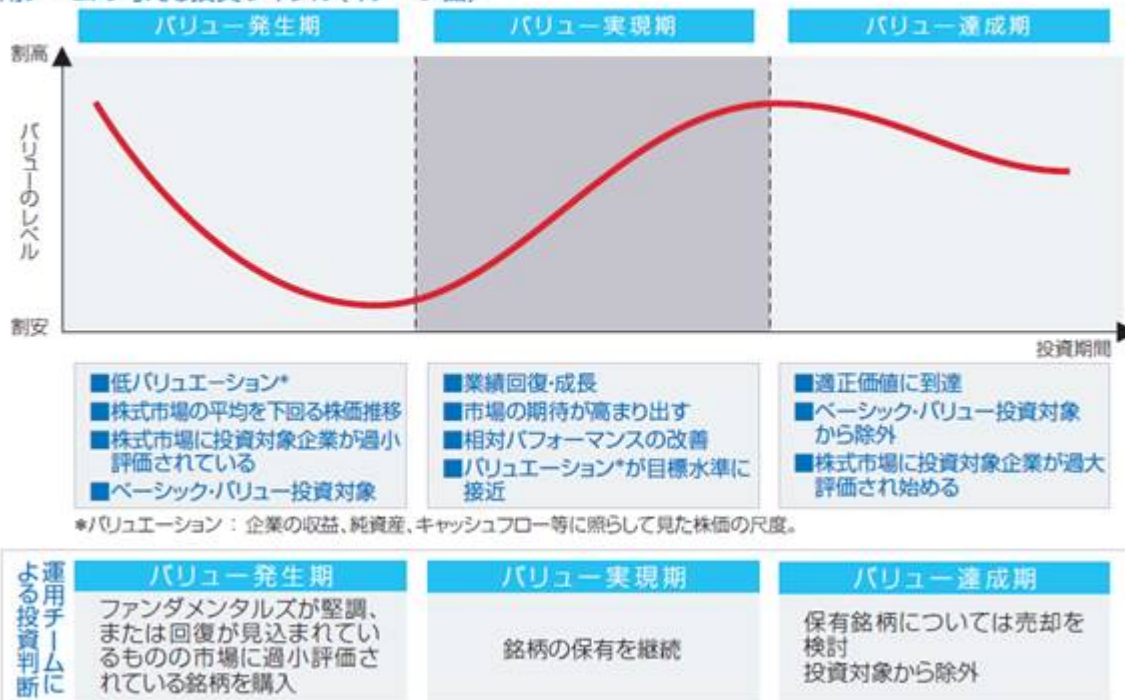 バリュー発生期
バリュー実現期
バリュー達成期
割高
バリューのレベル
割安
投資期間
■低バリュエーション*
■株式市場の平均を下回る株価推移
■株式市場に投資対象企業が過小
評価されている
■ベーシック・バリュー投資対象
■業績回復・成長
■市場の期待が高まり出す
■相対パフォーマンスの改善
■バリュエーション*が目標水準に
接近
■適正価値に到達
■ベーシック・バリュー投資対象
から除外
■株式市場に投資対象企業が過大
評価され始める
*バリュエーション：企業の収益、純資産、キャッシュフロー等に照らして見た株価の尺度。
運用チームに
よる投資判断
バリュー発生期
ファンダメンタルズが堅調、
または回復が見込まれてい
るものの市場に過小評価さ
れている銘柄を購入
バリュー実現期
銘柄の保有を継続
バリュー達成期
保有銘柄については売却を
検討
投資対象から除外